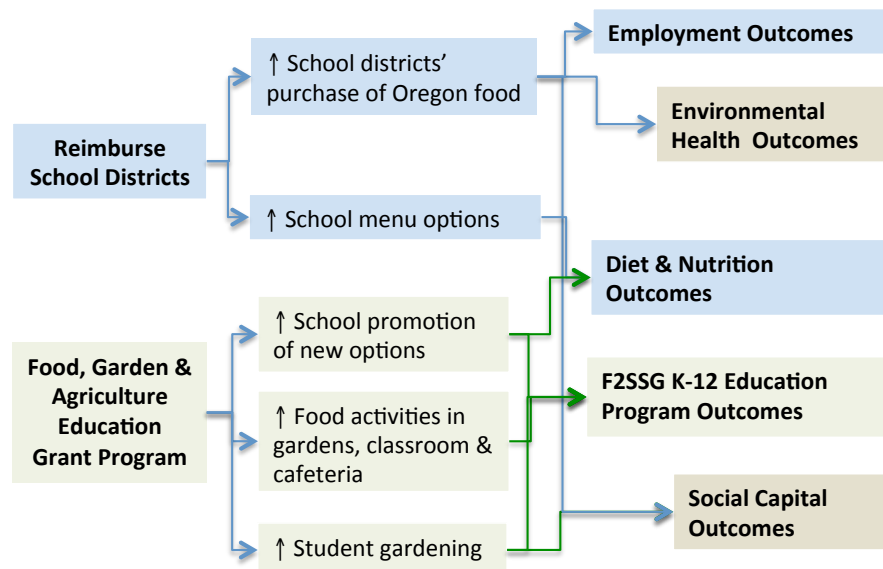 Reimburse
School Districts
↑ School districts'
purchase of Oregon food
↑ School menu options
Employment Outcomes
Environmental
Health Outcomes
Diet & Nutrition
Outcomes
Food, Garden &
Agriculture
Education
Grant Program
↑ School promotion
of new options
↑ Food activities in
gardens, classroom &
cafeteria
↑ Student gardening
F2SSG K-12 Education
Program Outcomes
Social Capital
Outcomes